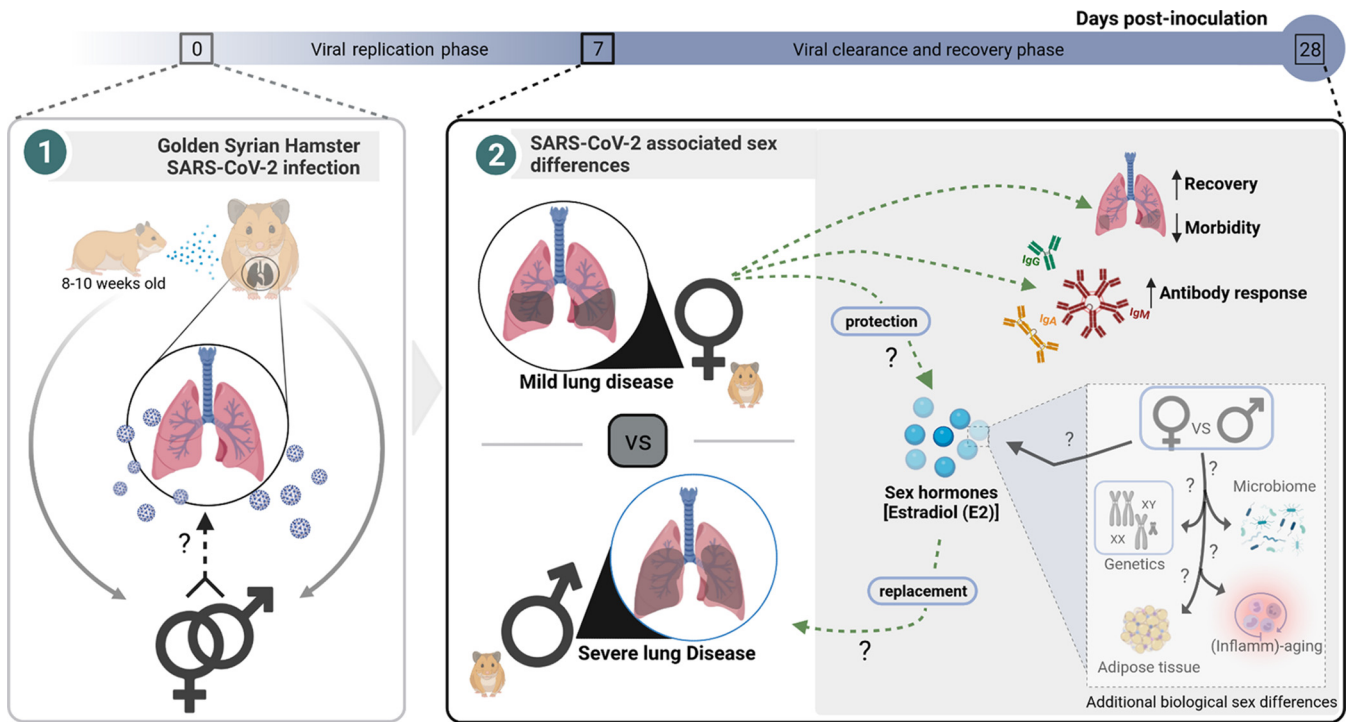 Days post-inoculation
0
Viral replication phase
7
Viral clearance and recovery phase
28
1
Golden Syrian Hamster
SARS-CoV-2 infection
8-10 weeks old
?
2
SARS-CoV-2 associated sex
differences
Mild lung disease
VS
Severe lung Disease
Recovery
Morbidity
IgG
IgA
IgM
Antibody response
protection
?
Sex hormones
[Estradiol (E2)]
replacement
?
?
VS
?
?
?
?
XY
XX
Genetics
Microbiome
Adipose tissue
(Inflamm)-aging
Additional biological sex differences